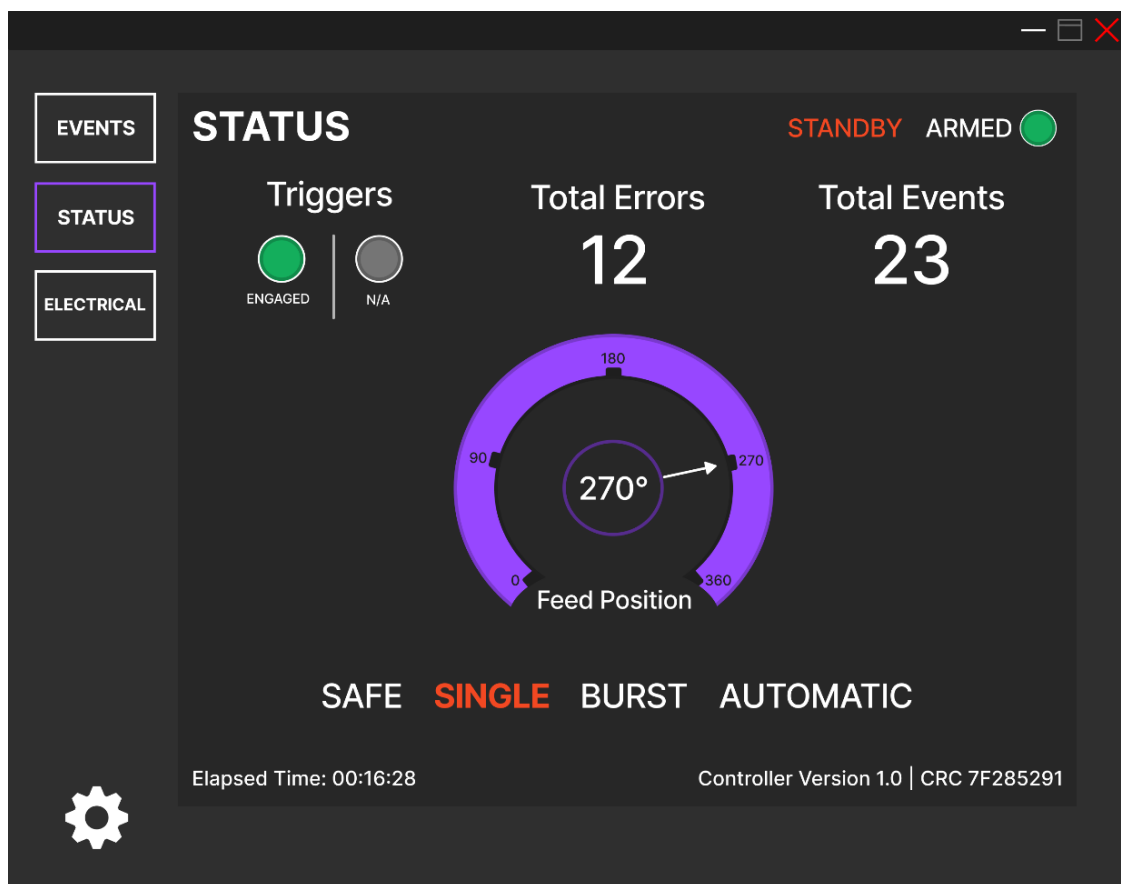 EVENTS
STATUS
ELECTRICAL
STATUS
STANDBY ARMED
Triggers
ENGAGED
N/A
Total Errors
12
Total Events
23
180
90
270
270°
0
360
Feed Position
SAFE SINGLE BURST AUTOMATIC
Elapsed Time: 00:16:28
Controller Version 1.0 | CRC 7F285291